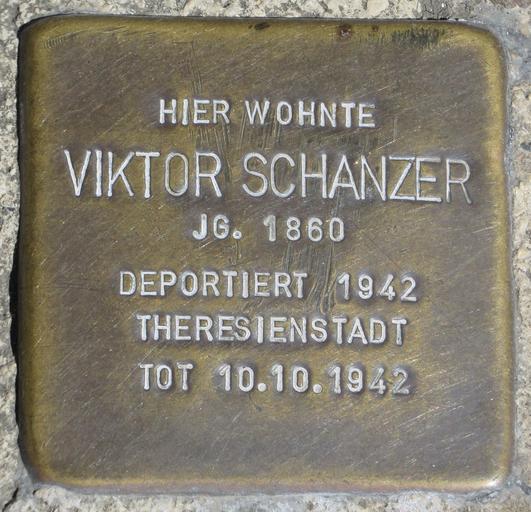 HIER WOHNTE
VIKTOR SCHANZER
JG. 1860
DEPORTIERT 1942
THERESIENSTADT
TOT 10.10.1942